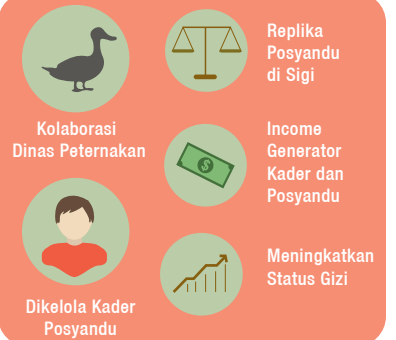 Kolaborasi
Dinas Peternakan
Dikelola Kader
Posyandu
Replika
Posyandu
di Sigi
Income
Generator
Kader dan
Posyandu
Meningkatkan
Status Gizi